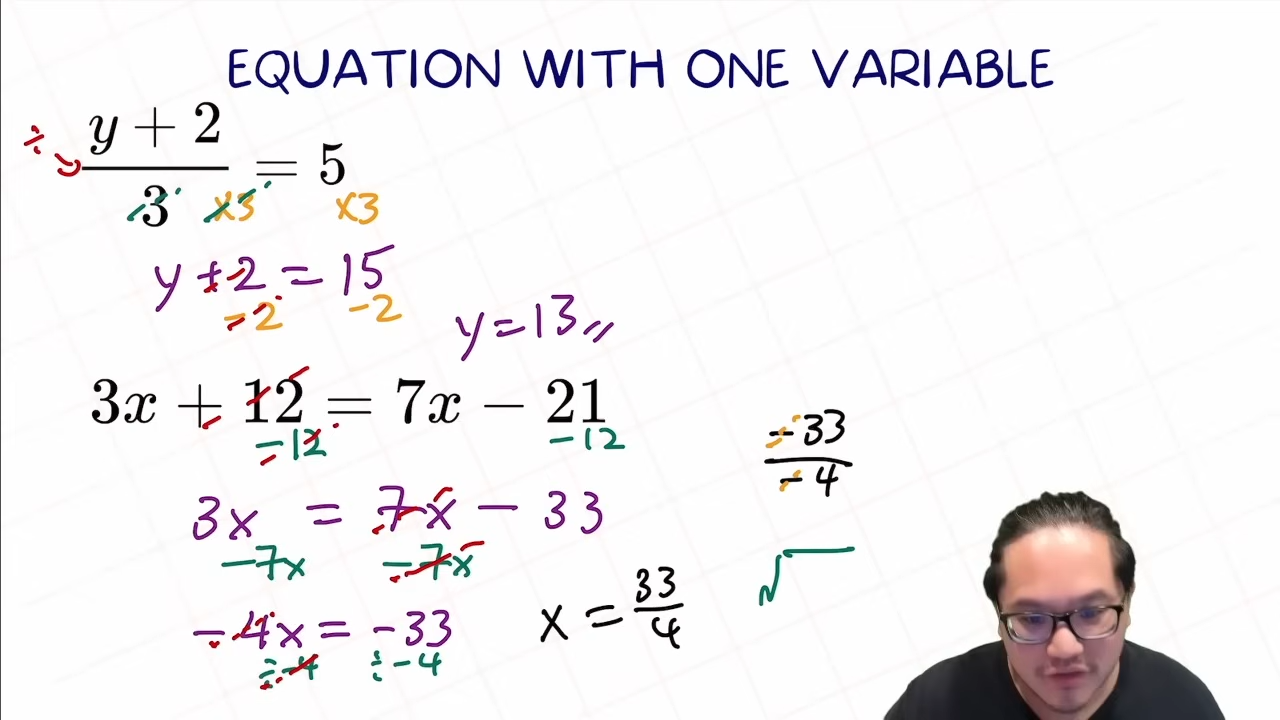 EQUATION WITH ONE VARIABLE
÷
y + 2
3
= 5
×3 ×3
y + 2 = 15
-2 -2
y = 13
3x + 12 = 7x − 21
-12 -12
3x = 7x - 33
-7x -7x
-4x = -33
÷-4 ÷-4
x = 33
4
-33
-4
√